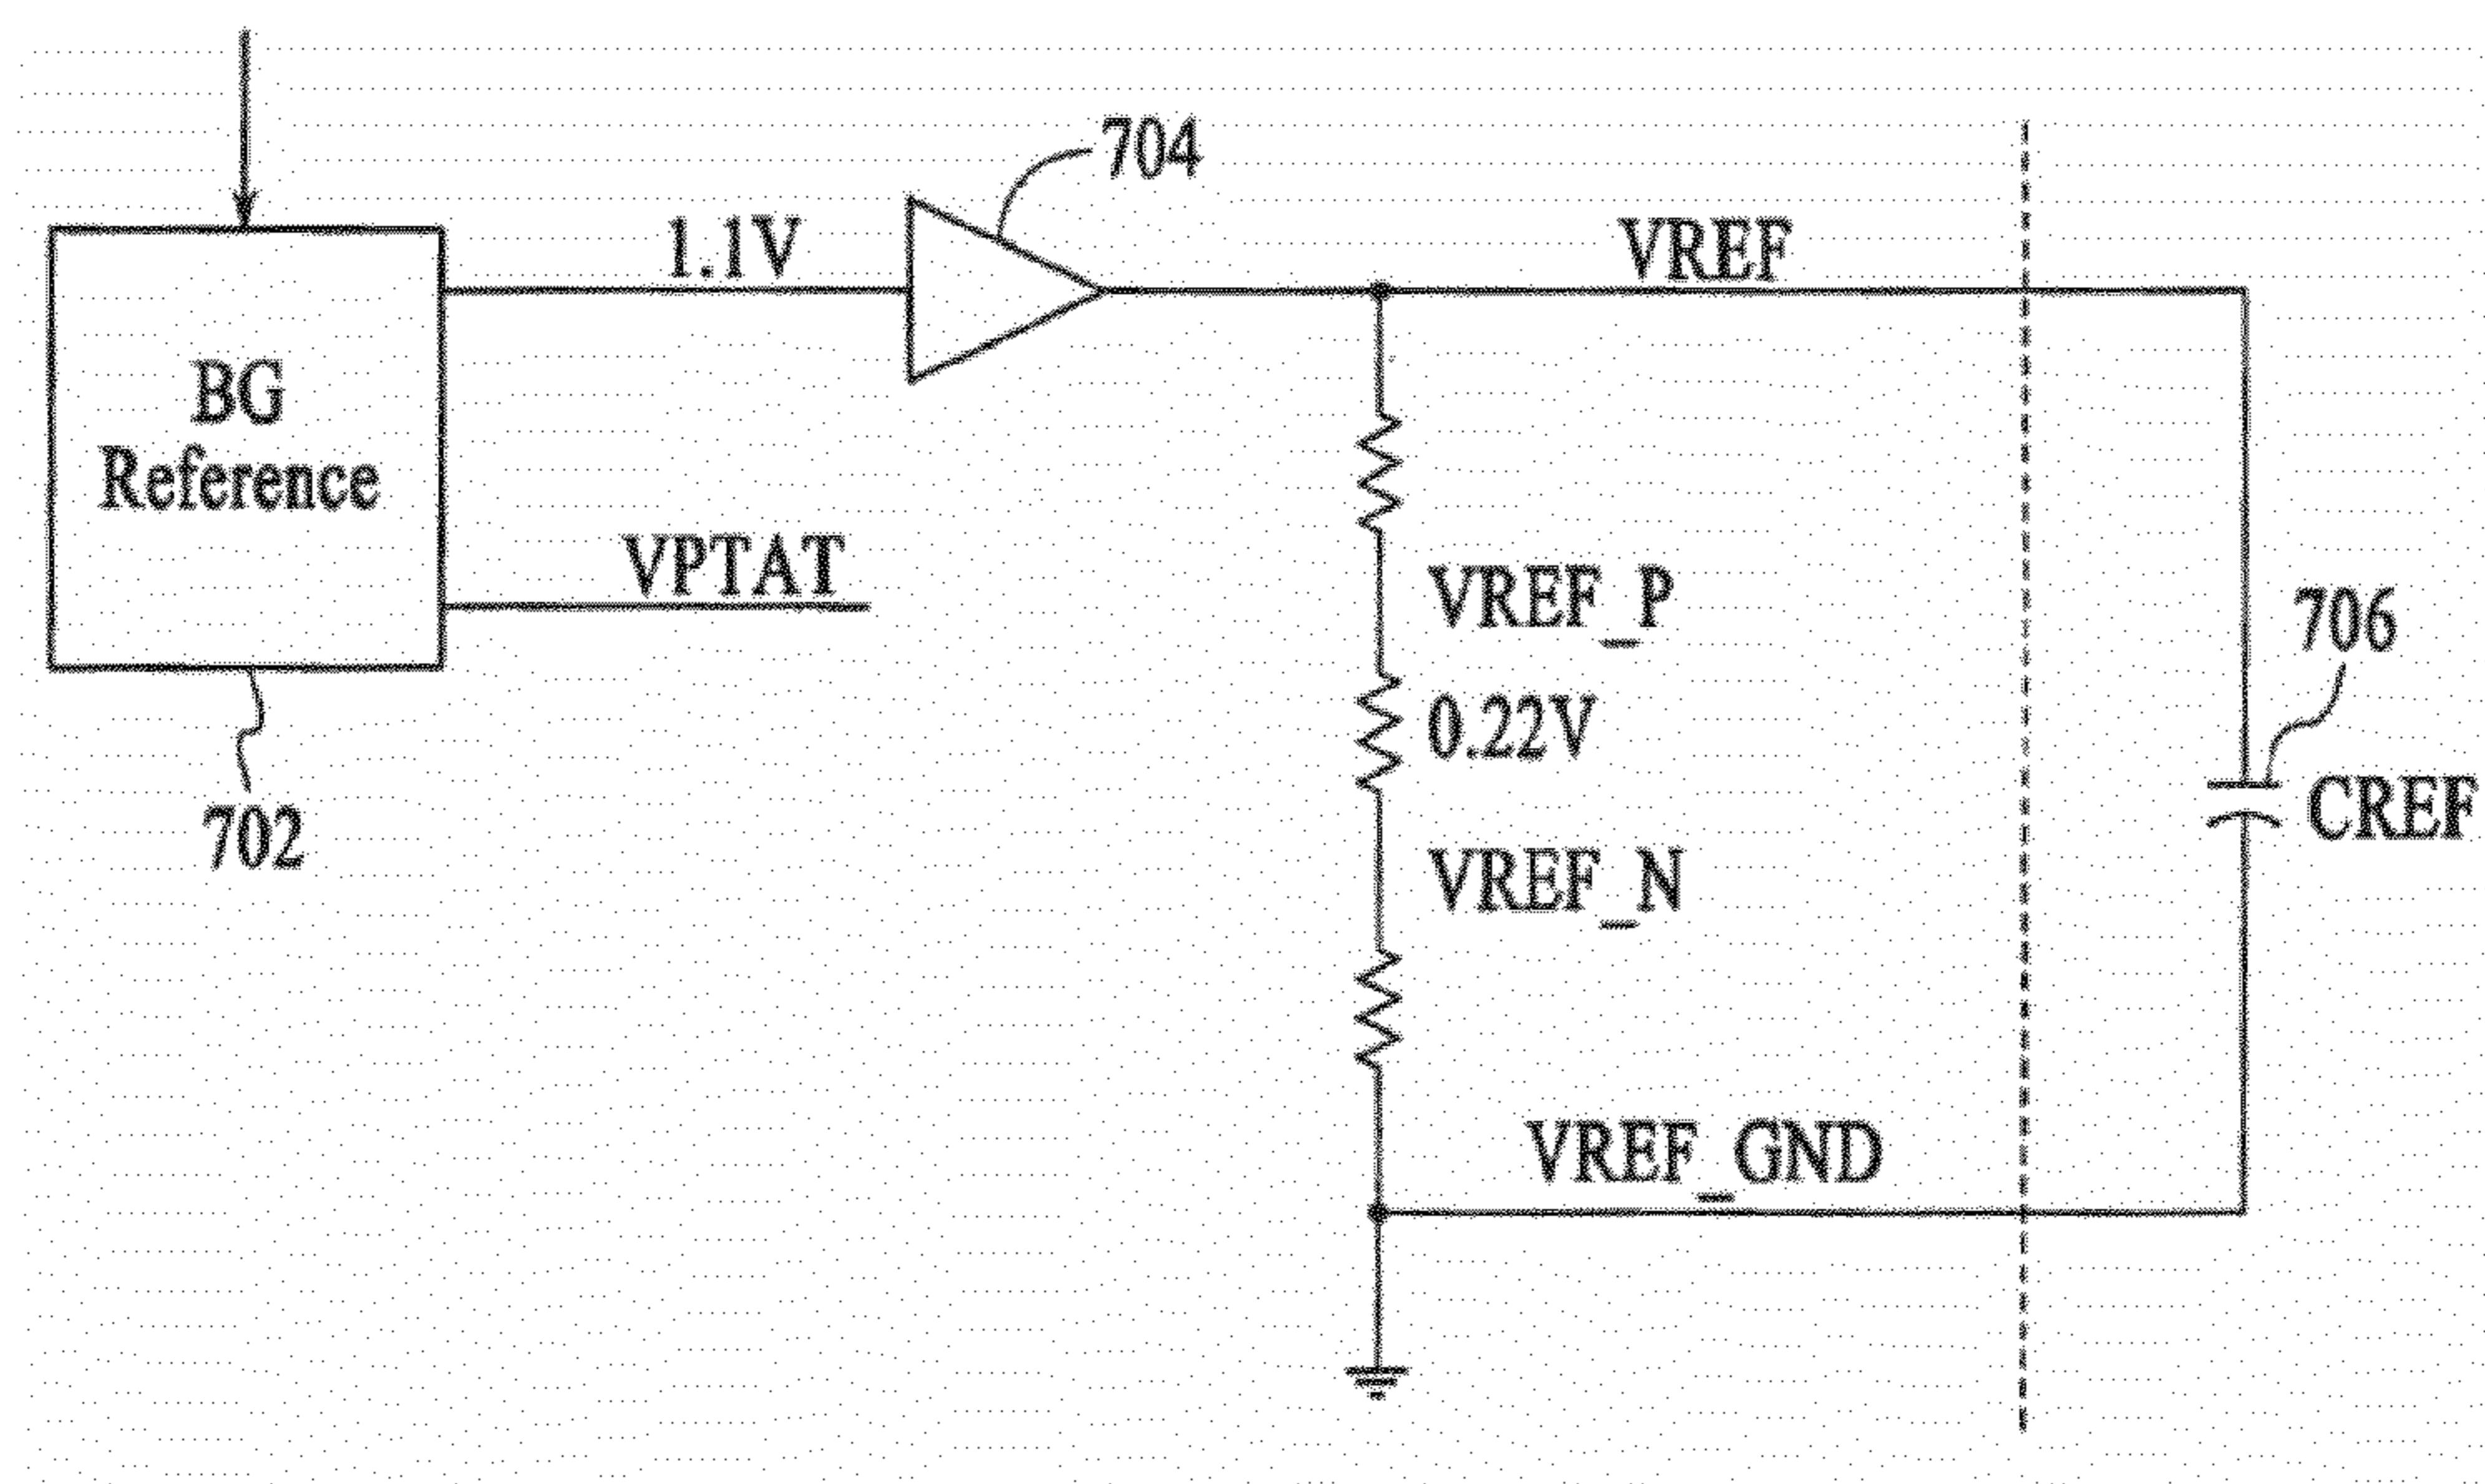 704
1.1V
VREF
BG
Reference
VPTAT
VREF_P
706
0.22V
CREF
702
VREF_N
VREF_GND